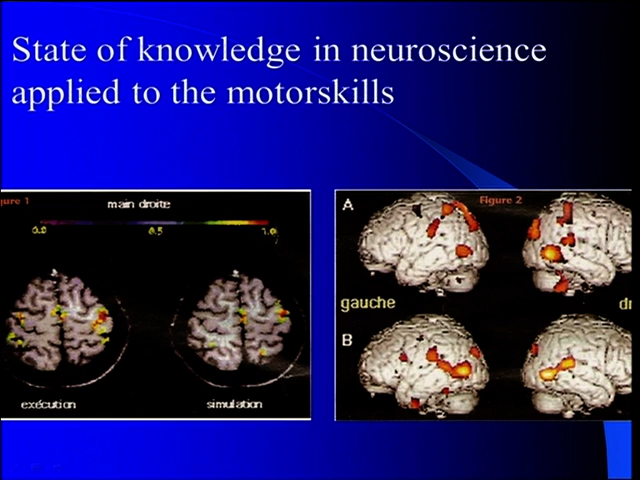 State of knowledge in neuroscience
applied to the motorskills
gure 1
main droite
0.0 0.5 1.0
exécution
simulation
A
Figure 2
gauche
B